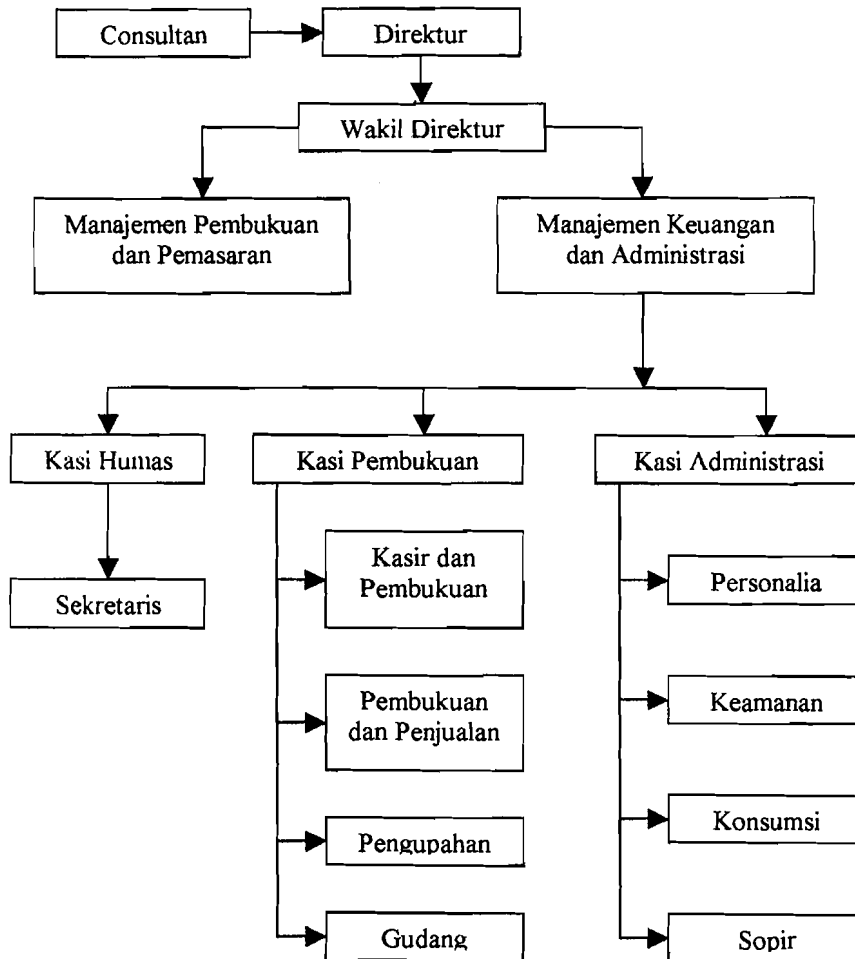 Consultan
Direktur
Wakil Direktur
Manajemen Pembukuan
dan Pemasaran
Manajemen Keuangan
dan Administrasi
Kasi Humas
Kasi Pembukuan
Kasi Administrasi
Sekretaris
Kasir dan
Pembukuan
Pembukuan
dan Penjualan
Pengupahan
Gudang
Personalia
Keamanan
Konsumsi
Sopir